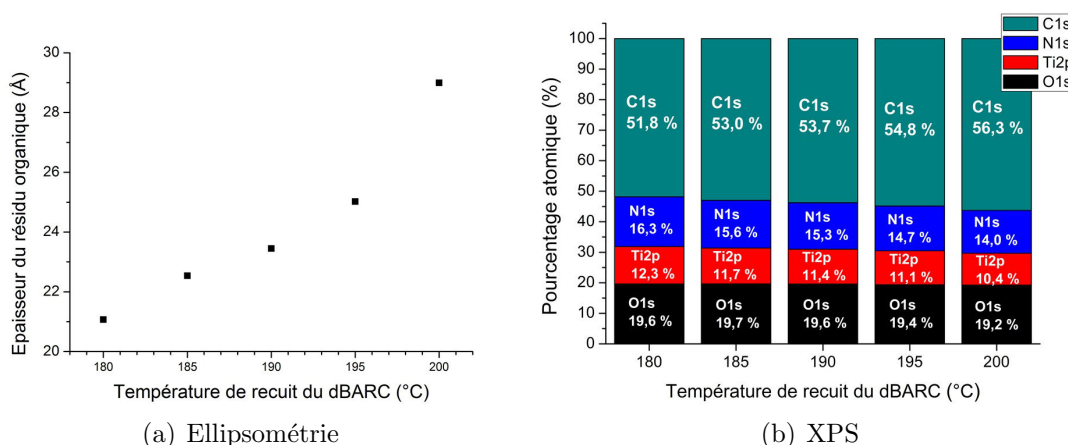 30
28
26
24
22
20
180
185
190
195
200
Epaisseur du résidu organique (Å)
Température de recuit du dBARC (°C)
(a) Ellipsométrie
C1s
N1s
Ti2p
O1s
100
90
80
70
60
50
40
30
20
10
0
Pourcentage atomique (%)
C1s
51,8 %
C1s
53,0 %
C1s
53,7 %
C1s
54,8 %
C1s
56,3 %
N1s
16,3 %
N1s
15,6 %
N1s
15,3 %
N1s
14,7 %
N1s
14,0 %
Ti2p
12,3 %
Ti2p
11,7 %
Ti2p
11,4 %
Ti2p
11,1 %
Ti2p
10,4 %
O1s
19,6 %
O1s
19,7 %
O1s
19,6 %
O1s
19,4 %
O1s
19,2 %
180
185
190
195
200
Température de recuit du dBARC (°C)
(b) XPS